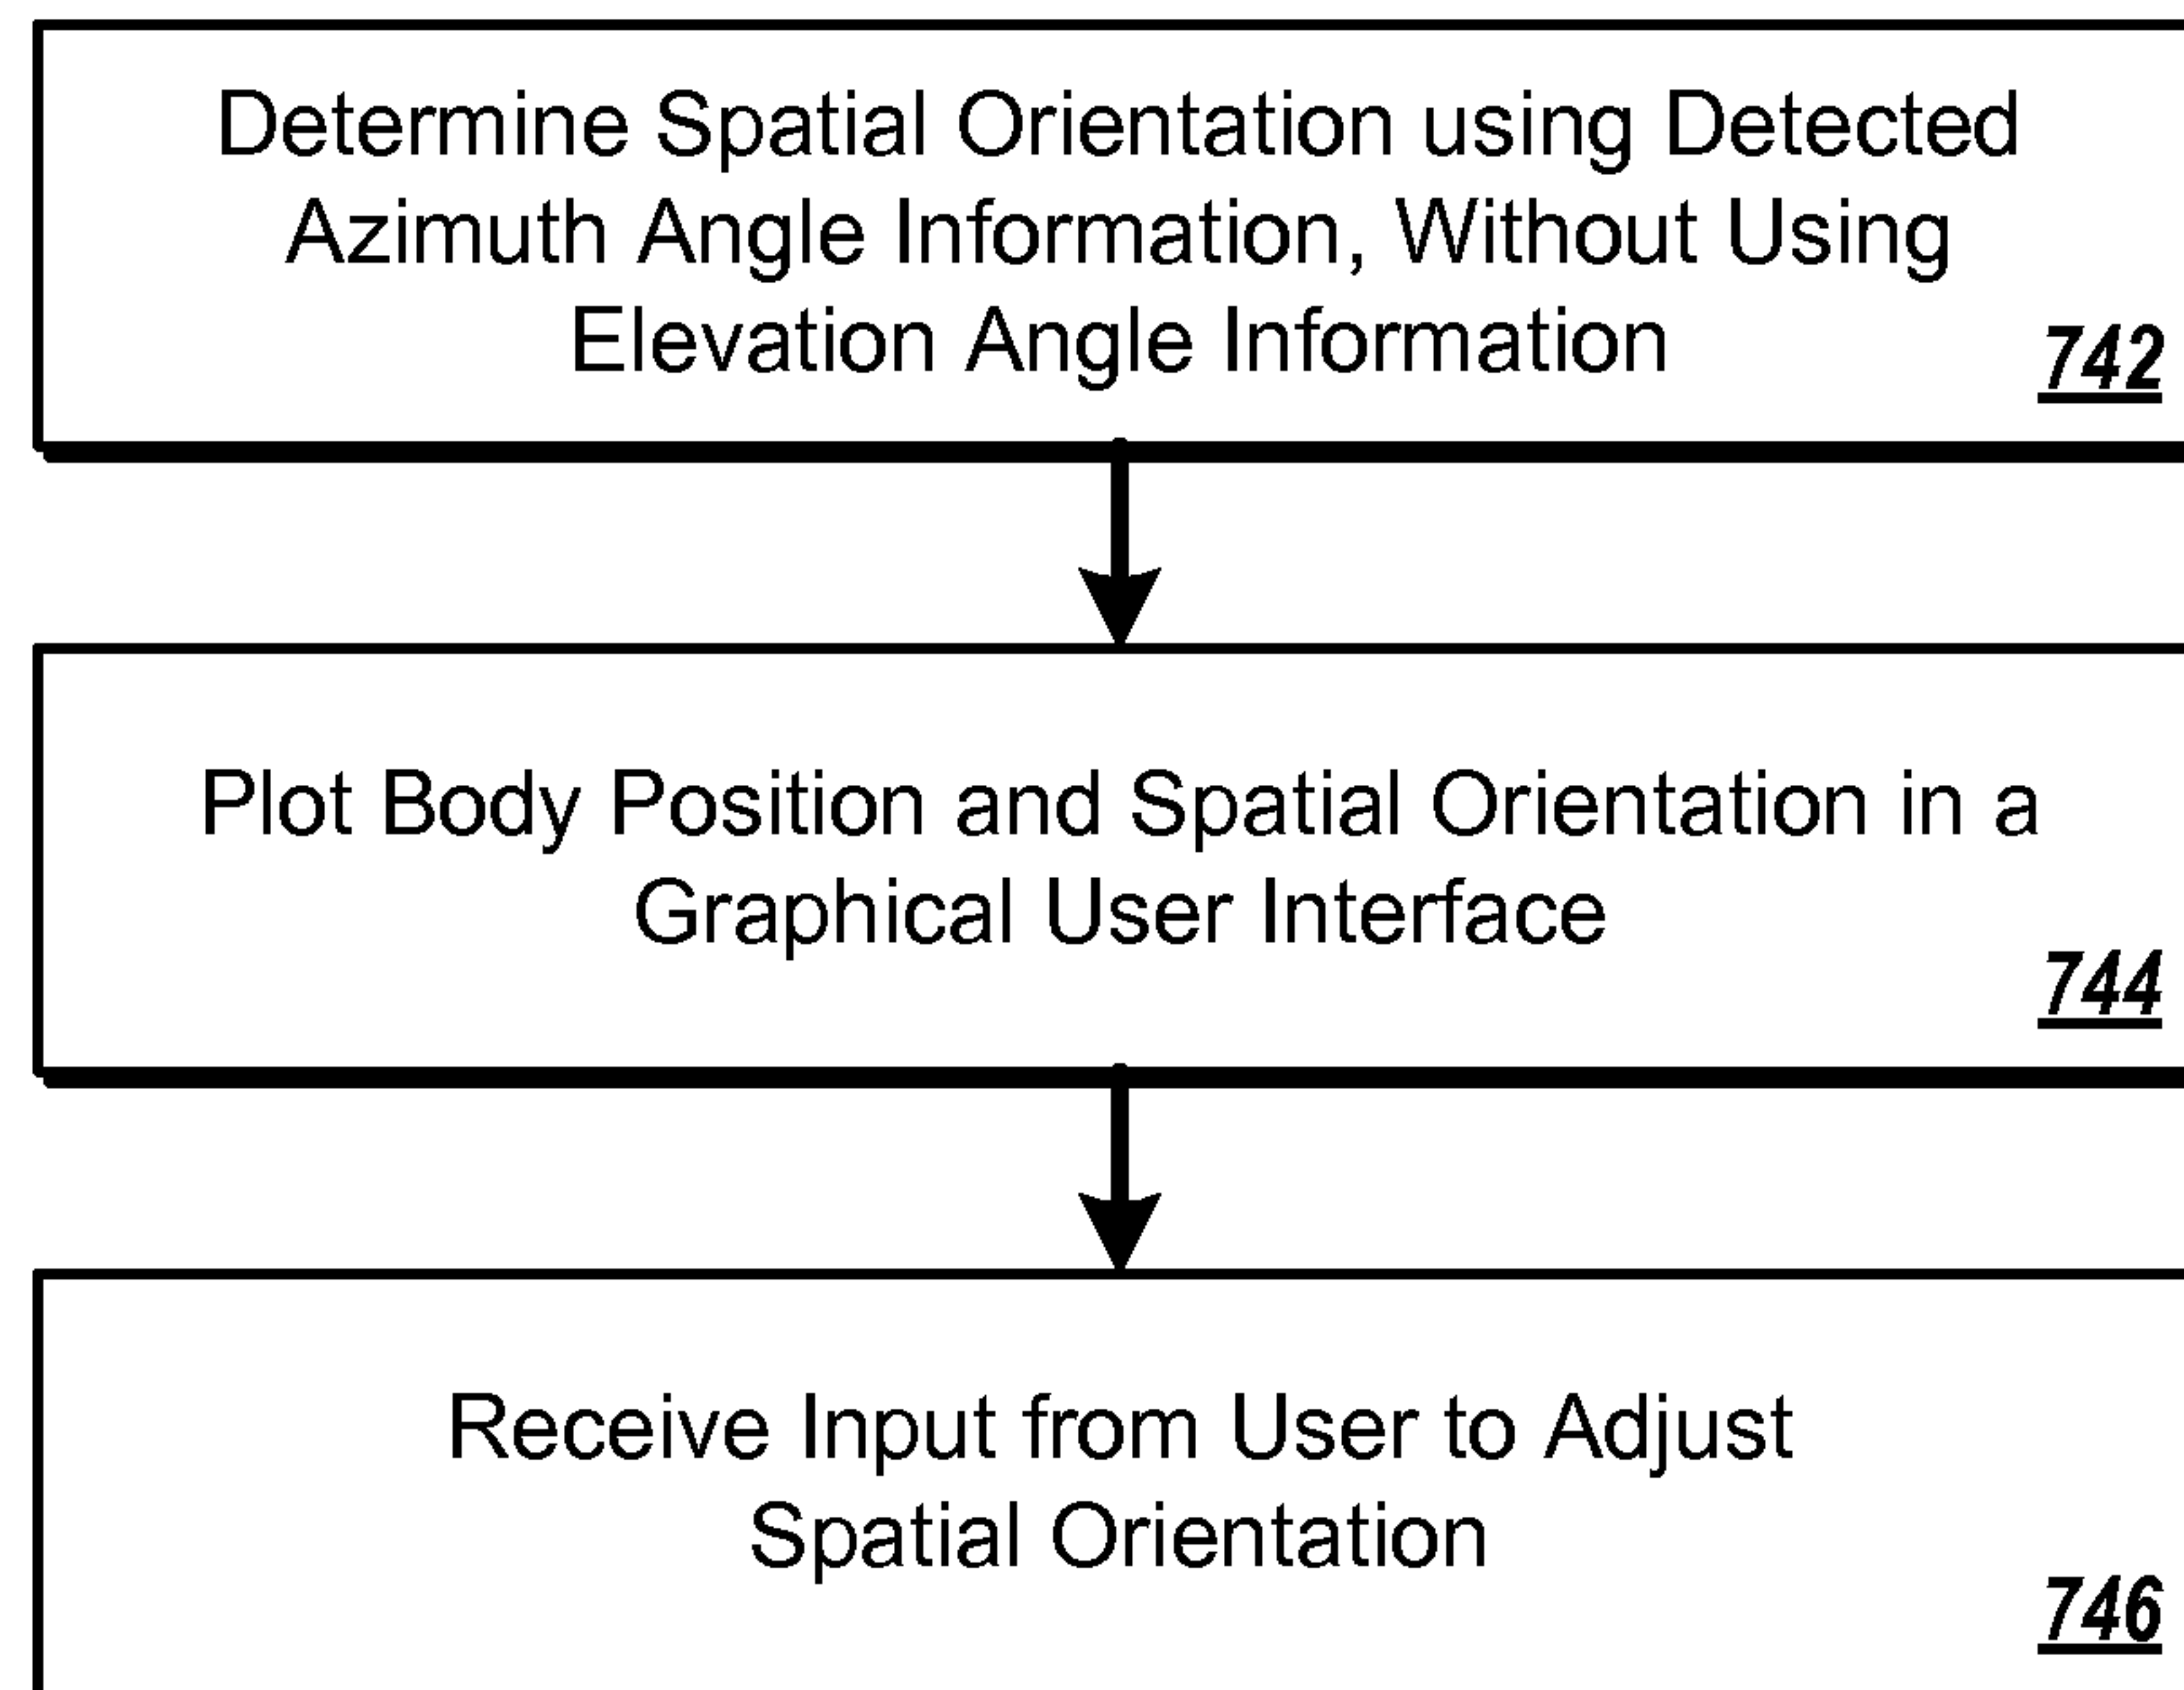 Determine Spatial Orientation using Detected
Azimuth Angle Information, Without Using
Elevation Angle Information
742
Plot Body Position and Spatial Orientation in a
Graphical User Interface
744
Receive Input from User to Adjust
Spatial Orientation
746